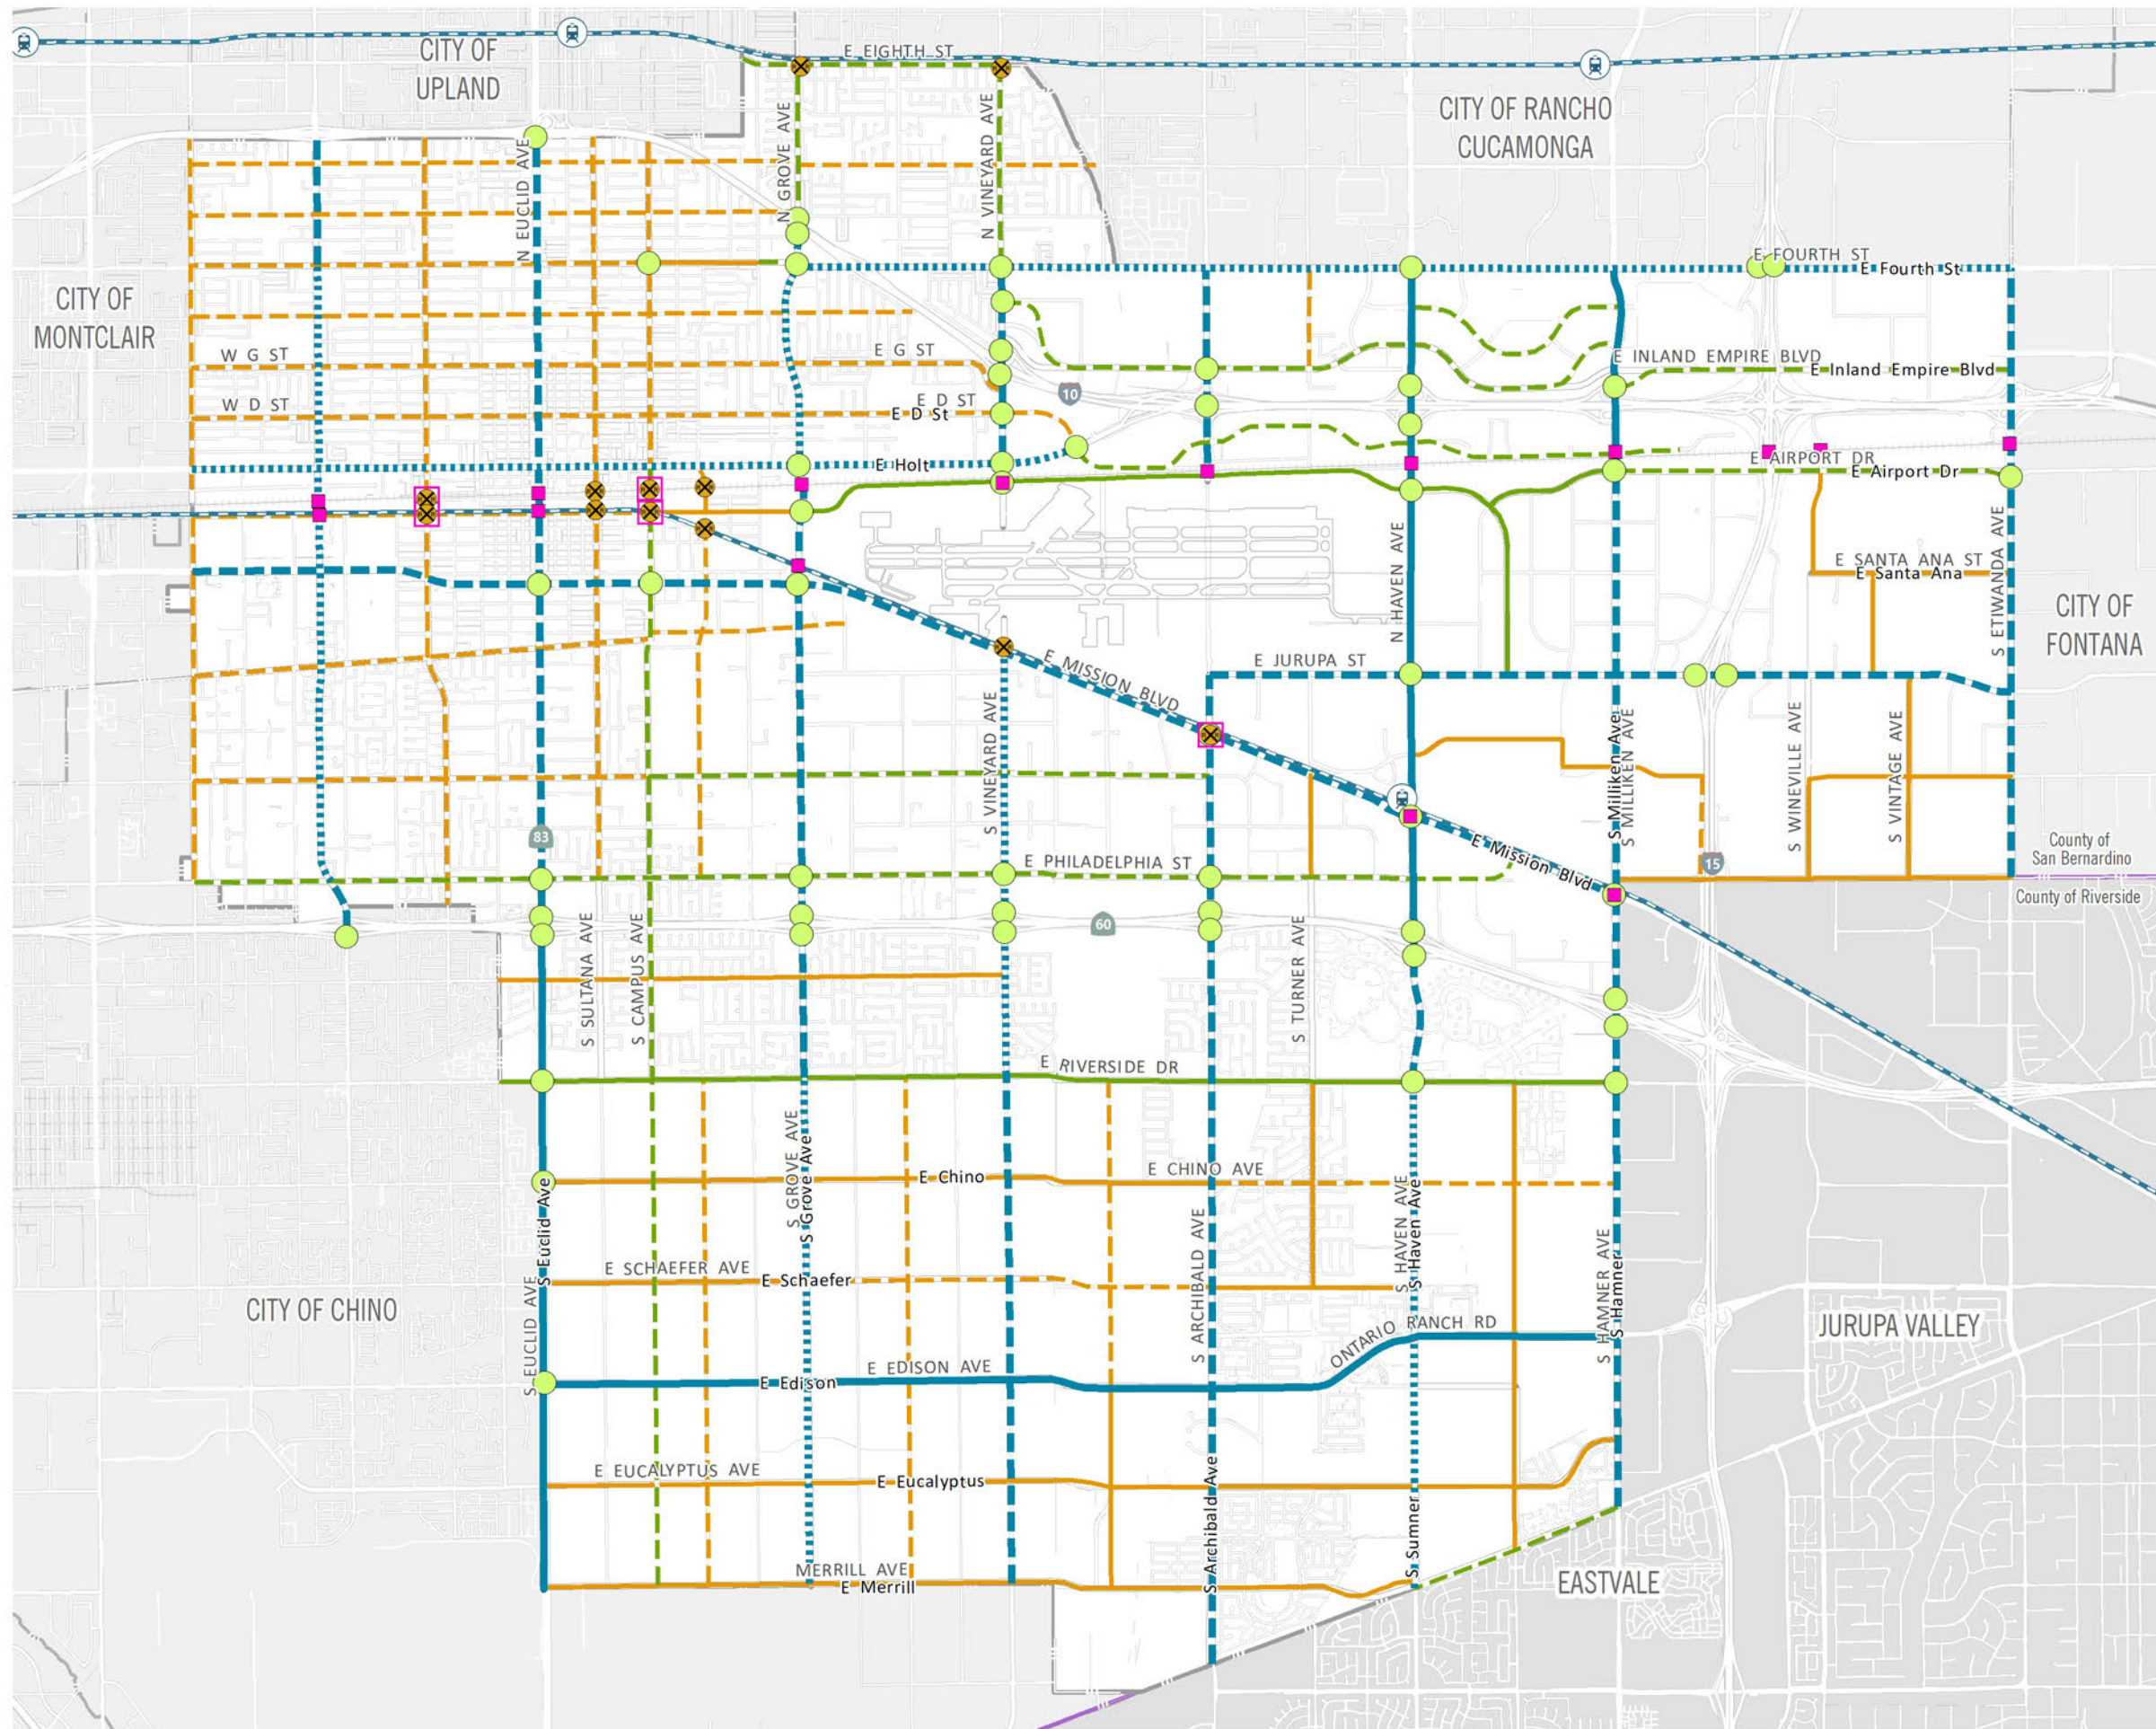 CITY OF
UPLAND
E EIGHTH ST
CITY OF RANCHO
CUCAMONGA
N EUCLID AVE
N GROVE AVE
N VINEYARD AVE
CITY OF
MONTCLAIR
E FOURTH ST
E Fourth St
W G ST
E G ST
E INLAND EMPIRE BLVD
E Inland Empire Blvd
10
W D ST
E D ST
E D St
E Holt
E AIRPORT DR
E Airport Dr
N HAVEN AVE
S ETIWANDA AVE
E SANTA ANA ST
E Santa Ana
CITY OF
FONTANA
E MISSION BLVD
E JURUPA ST
S VINEYARD AVE
S Milliken Ave
S MILLIKEN AVE
S WINEVILLE AVE
S VINTAGE AVE
83
E PHILADELPHIA ST
E Mission Blvd
15
County of
San Bernardino
County of Riverside
60
S SULTANA AVE
S CAMPUS AVE
S TURNER AVE
E RIVERSIDE DR
S GROVE AVE
S Grove Ave
E CHINO AVE
E Chino
S Euclid Ave
S EUCLID AVE
S HAVEN AVE
S Haven Ave
S ARCHIBALD AVE
S HAMNER AVE
S Hamner
E SCHAEFER AVE
E Schaefer
CITY OF CHINO
ONTARIO RANCH RD
JURUPA VALLEY
E EDISON AVE
E Edison
E EUCALYPTUS AVE
E Eucalyptus
S Archibald Ave
S Sumner
MERRILL AVE
E Merrill
EASTVALE